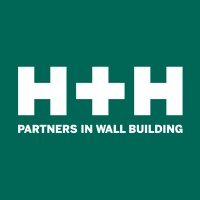 H+H
PARTNERS IN WALL BUILDING